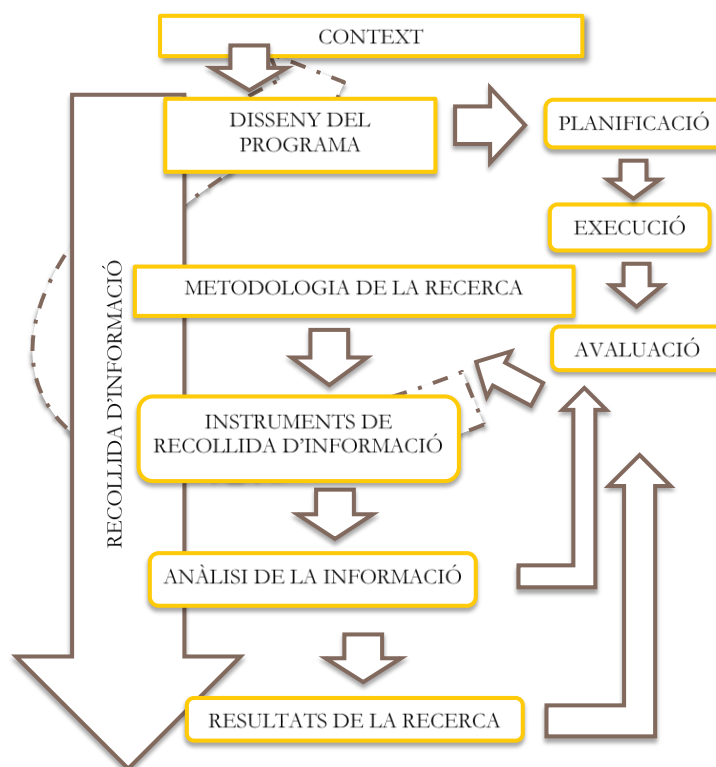 CONTEXT
DISSENY DEL
PROGRAMA
PLANIFICACIÓ
EXECUCIÓ
METODOLOGIA DE LA RECERCA
AVALUACIÓ
INSTRUMENTS DE
RECOLLIDA D'INFORMACIÓ
RECOLLIDA D'INFORMACIÓ
ANÀLISI DE LA INFORMACIÓ
RESULTATS DE LA RECERCA